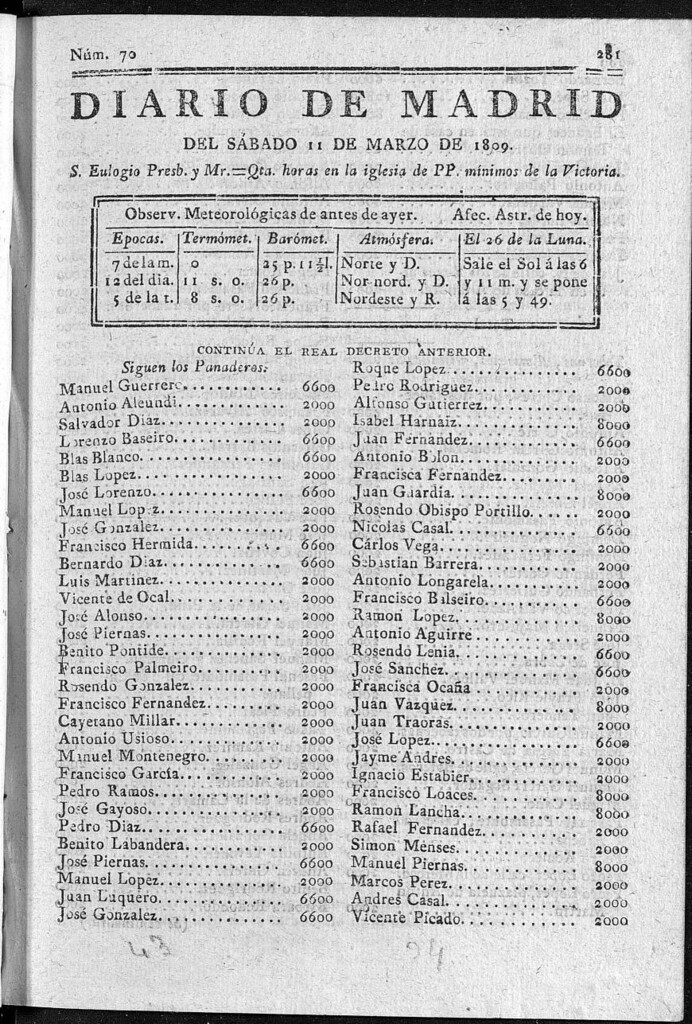 Núm. 70 281
DIARIO DE MADRID
DEL SÁBADO 11 DE MARZO DE 1809.
S. Eulogio Presb. y Mr.=Qta. horas en la iglesia de PP. mínimos de la Victoria.
Observ. Meteorológicas de antes de ayer. Afec. Astr. de hoy.
Epocas. Termómet. Barómet. Atmósfera. El 26 de la Luna.
7 de la m. 0 25 p. 11 ½ l. Norte y D. Sale el Sol á las 6
12 del dia. 11 s. o. 26 p. Nor nord. y D. y 11 m. y se pone
5 de la t. 8 s. o. 26 p. Nordeste y R. á las 5 y 49.
CONTINÚA EL REAL DECRETO ANTERIOR.
Siguen los Panaderos:
Manuel Guerrero............ 6600
Antonio Aleundi............ 2000
Salvador Diaz............ 2000
Lorenzo Baseiro............ 6600
Blas Blanco............ 6600
Blas Lopez............ 2000
José Lorenzo............ 6600
Manuel Lopez............ 2000
José Gonzalez............ 2000
Francisco Hermida............ 6600
Bernardo Diaz............ 6600
Luis Martinez............ 2000
Vicente de Ocal............ 2000
José Alonso............ 2000
José Piernas............ 2000
Benito Pontide............ 2000
Francisco Palmeiro............ 2000
Rosendo Gonzalez............ 2000
Francisco Fernandez............ 2000
Cayetano Millar............ 2000
Antonio Usioso............ 2000
Manuel Montenegro............ 2000
Francisco García............ 2000
Pedro Ramos............ 2000
José Gayoso............ 2000
Pedro Diaz............ 6600
Benito Labandera............ 2000
José Piernas............ 6600
Manuel Lopez............ 2000
Juan Luquero............ 6600
José Gonzalez............ 6600
Roque Lopez............ 6600
Pedro Rodriguez............ 2000
Alfonso Gutierrez............ 2000
Isabel Harnaiz............ 8000
Juan Fernandez............ 6600
Antonio Bolon............ 2000
Francisca Fernandez............ 2000
Juan Guardia............ 8000
Rosendo Obispo Portillo...... 2000
Nicolas Casal............ 6600
Cárlos Vega............ 2000
Sebastian Barrera............ 2000
Antonio Longarela............ 2000
Francisco Balseiro............ 6600
Ramon Lopez............ 8000
Antonio Aguirre............ 2000
Rosendo Lenia............ 6600
José Sanchez............ 6600
Francisca Ocaña............ 2000
Juan Vazquez............ 8000
Juan Traoras............ 2000
José Lopez............ 6600
Jayme Andres............ 2000
Ignacio Estabier............ 2000
Francisco Loaces............ 8000
Ramon Lancha............ 8000
Rafael Fernandez............ 2000
Simon Menses............ 2000
Manuel Piernas............ 8000
Marcos Perez............ 2000
Andres Casal............ 2000
Vicente Picado............ 2000